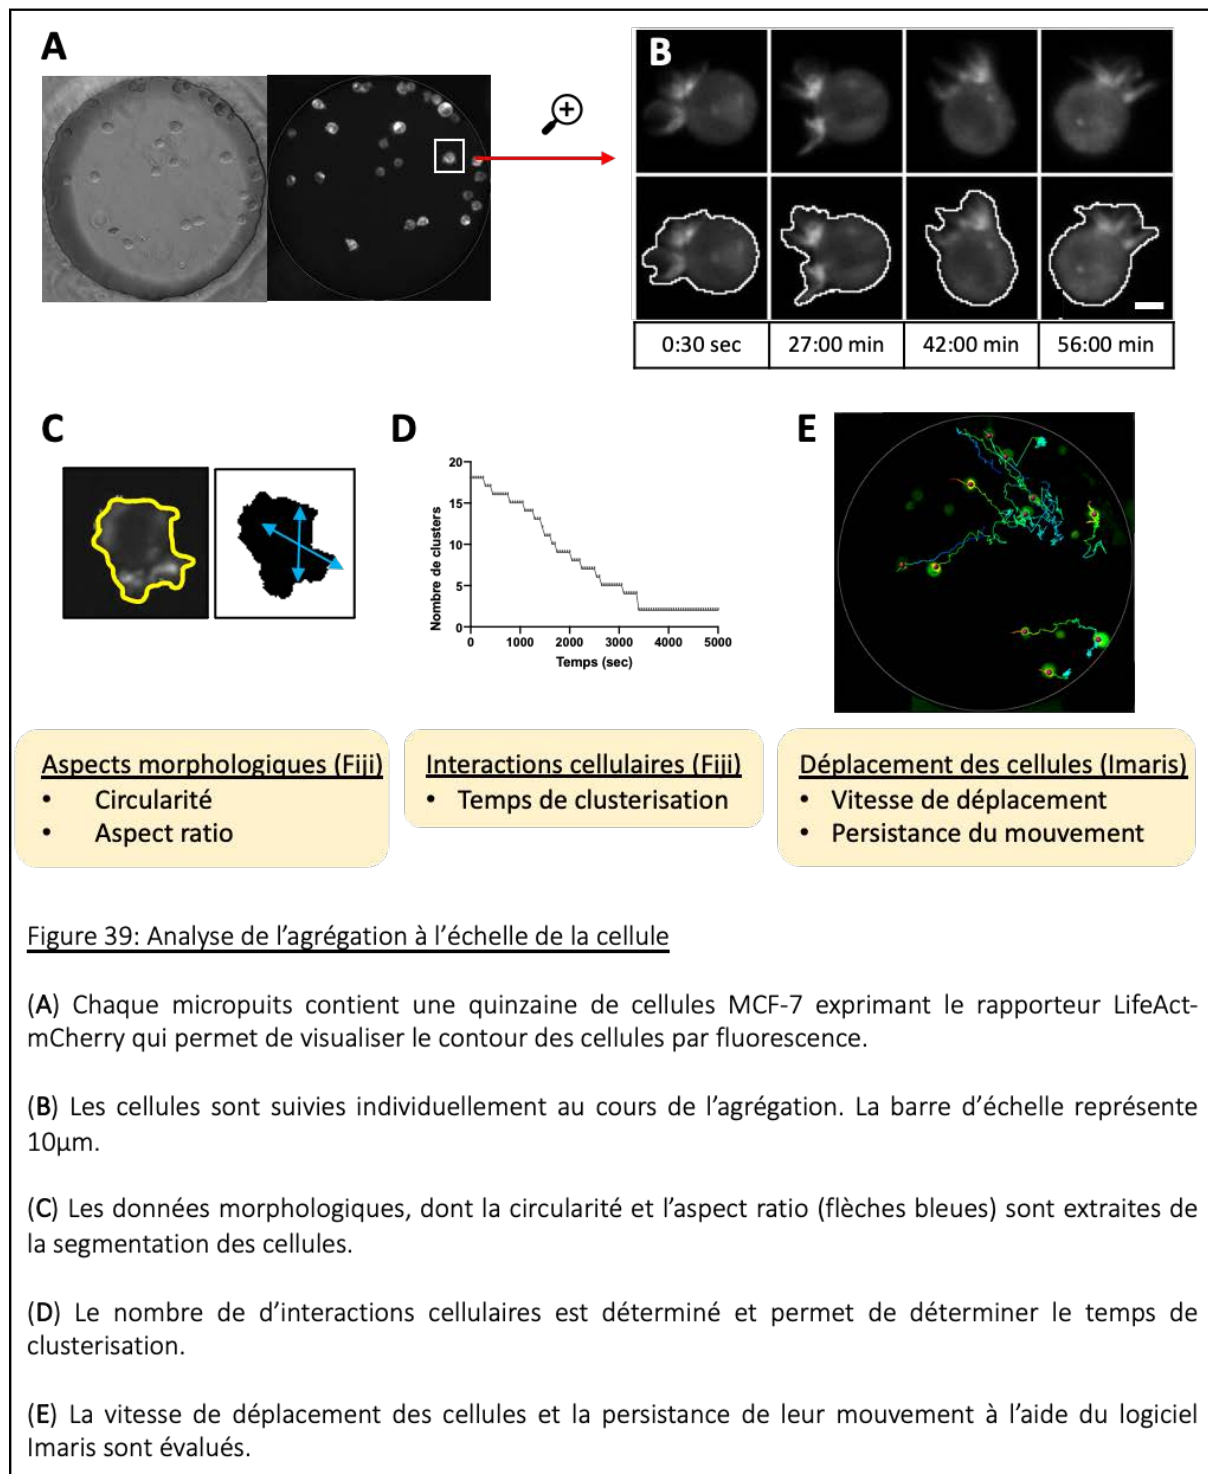 A
B
0:30 sec
27:00 min
42:00 min
56:00 min
C
D
E
20
15
10
5
0
Nombre de clusters
0
1000
2000
3000
4000
5000
Temps (sec)
Aspects morphologiques (Fiji)
• Circularité
• Aspect ratio
Interactions cellulaires (Fiji)
• Temps de clusterisation
Déplacement des cellules (Imaris)
• Vitesse de déplacement
• Persistance du mouvement
Figure 39: Analyse de l'agrégation à l'échelle de la cellule
(A) Chaque micropuits contient une quinzaine de cellules MCF-7 exprimant le rapporteur LifeAct-
mCherry qui permet de visualiser le contour des cellules par fluorescence.
(B) Les cellules sont suivies individuellement au cours de l'agrégation. La barre d'échelle représente
10μm.
(C) Les données morphologiques, dont la circularité et l'aspect ratio (flèches bleues) sont extraites de
la segmentation des cellules.
(D) Le nombre de d'interactions cellulaires est déterminé et permet de déterminer le temps de
clusterisation.
(E) La vitesse de déplacement des cellules et la persistance de leur mouvement à l'aide du logiciel
Imaris sont évalués.